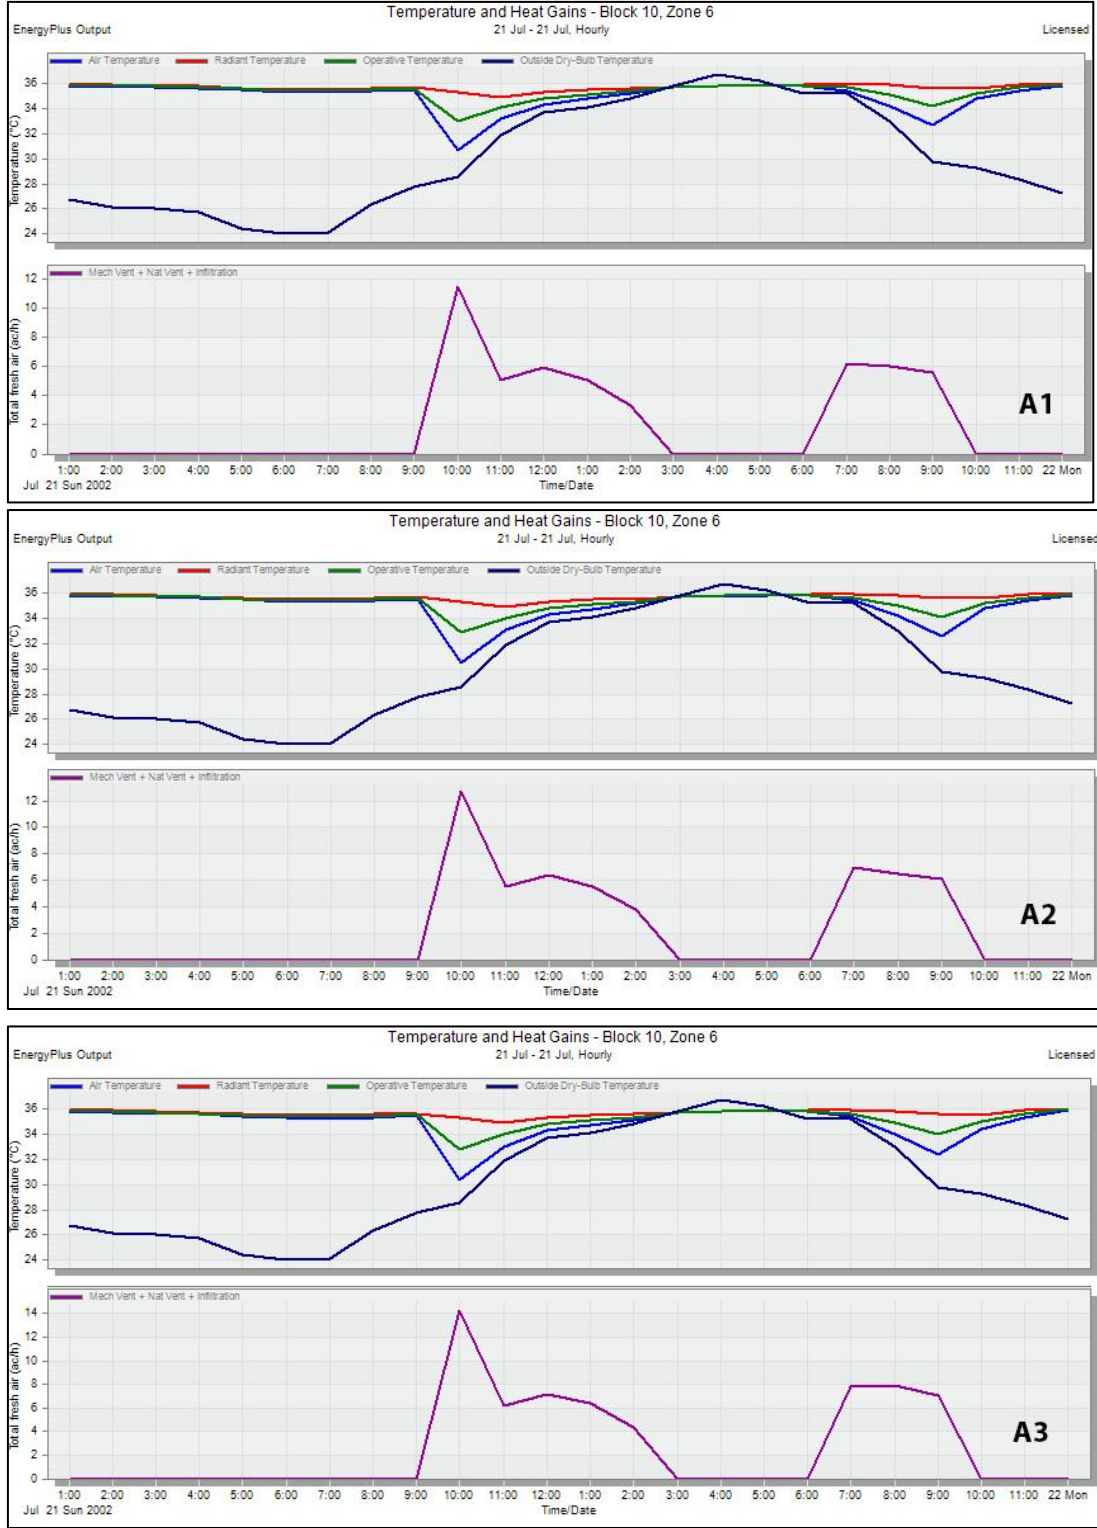 Temperature and Heat Gains - Block 10, Zone 6
EnergyPlus Output 21 Jul - 21 Jul, Hourly Licensed
Air Temperature Radiant Temperature Operative Temperature Outside Dry-Bulb Temperature
Temperature (°C)
36
34
32
30
28
26
24
Mech Vent + Nat Vent + Infiltration
Total fresh air (ac/h)
12
10
8
6
4
2
0
A1
1:00 2:00 3:00 4:00 5:00 6:00 7:00 8:00 9:00 10:00 11:00 12:00 1:00 2:00 3:00 4:00 5:00 6:00 7:00 8:00 9:00 10:00 11:00 22 Mon
Jul 21 Sun 2002 Time/Date
Temperature and Heat Gains - Block 10, Zone 6
EnergyPlus Output 21 Jul - 21 Jul, Hourly Licensed
Air Temperature Radiant Temperature Operative Temperature Outside Dry-Bulb Temperature
Temperature (°C)
36
34
32
30
28
26
24
Mech Vent + Nat Vent + Infiltration
Total fresh air (ac/h)
12
10
8
6
4
2
0
A2
1:00 2:00 3:00 4:00 5:00 6:00 7:00 8:00 9:00 10:00 11:00 12:00 1:00 2:00 3:00 4:00 5:00 6:00 7:00 8:00 9:00 10:00 11:00 22 Mon
Jul 21 Sun 2002 Time/Date
Temperature and Heat Gains - Block 10, Zone 6
EnergyPlus Output 21 Jul - 21 Jul, Hourly Licensed
Air Temperature Radiant Temperature Operative Temperature Outside Dry-Bulb Temperature
Temperature (°C)
36
34
32
30
28
26
24
Mech Vent + Nat Vent + Infiltration
Total fresh air (ac/h)
14
12
10
8
6
4
2
0
A3
1:00 2:00 3:00 4:00 5:00 6:00 7:00 8:00 9:00 10:00 11:00 12:00 1:00 2:00 3:00 4:00 5:00 6:00 7:00 8:00 9:00 10:00 11:00 22 Mon
Jul 21 Sun 2002 Time/Date